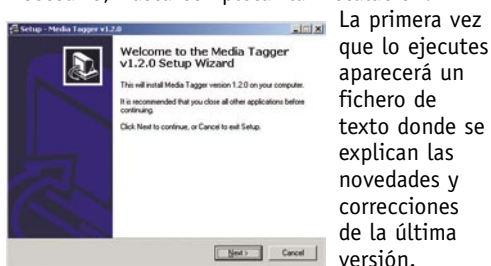 Setup - Media Tagger v1.2.0
Welcome to the Media Tagger
v1.2.0 Setup Wizard
This will install Media Tagger version 1.2.0 on your computer.
It is recommended that you close all other applications before
continuing.
Click Next to continue, or Cancel to exit Setup.
Next >
Cancel
La primera vez
que lo ejecutes
aparecerá un
fichero de
texto donde se
explican las
novedades y
correcciones
de la última
versión.